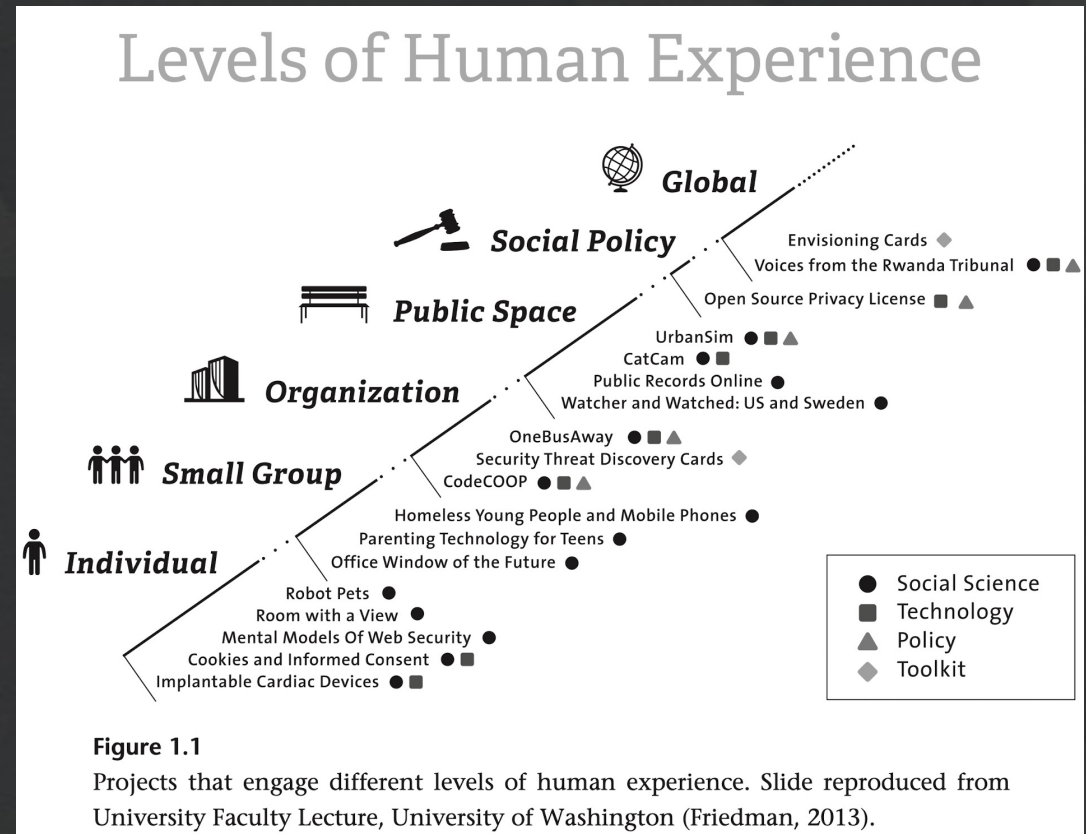 Levels of Human Experience
Global
Social Policy
Public Space
Organization
Small Group
Individual
Envisioning Cards
Voices from the Rwanda Tribunal
Open Source Privacy License
UrbanSim
CatCam
Public Records Online
Watcher and Watched: US and Sweden
OneBusAway
Security Threat Discovery Cards
CodeCOOP
Homeless Young People and Mobile Phones
Parenting Technology for Teens
Office Window of the Future
Robot Pets
Room with a View
Mental Models Of Web Security
Cookies and Informed Consent
Implantable Cardiac Devices
Social Science
Technology
Policy
Toolkit
Figure 1.1
Projects that engage different levels of human experience. Slide reproduced from
University Faculty Lecture, University of Washington (Friedman, 2013).